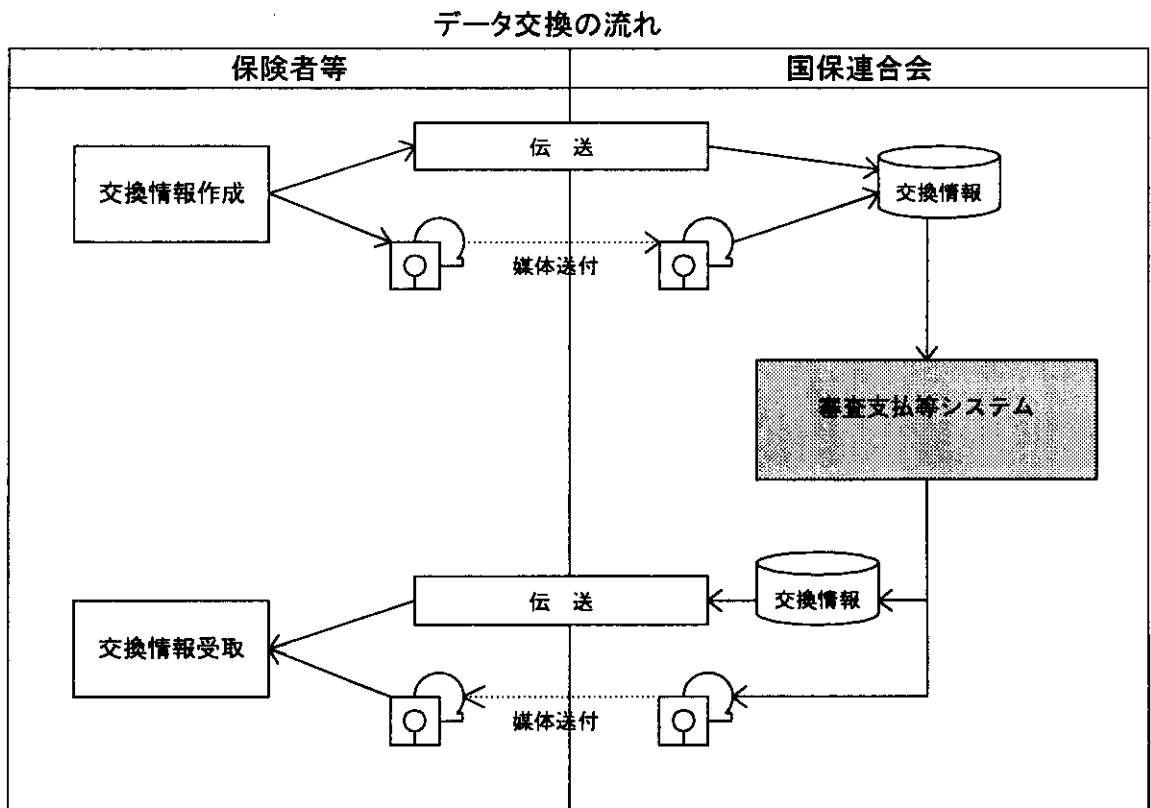 データ交換の流れ
保険者等
国保連合会
伝 送
交換情報作成
交換情報
媒体送付
審査支払等システム
伝 送
交換情報
交換情報受取
媒体送付